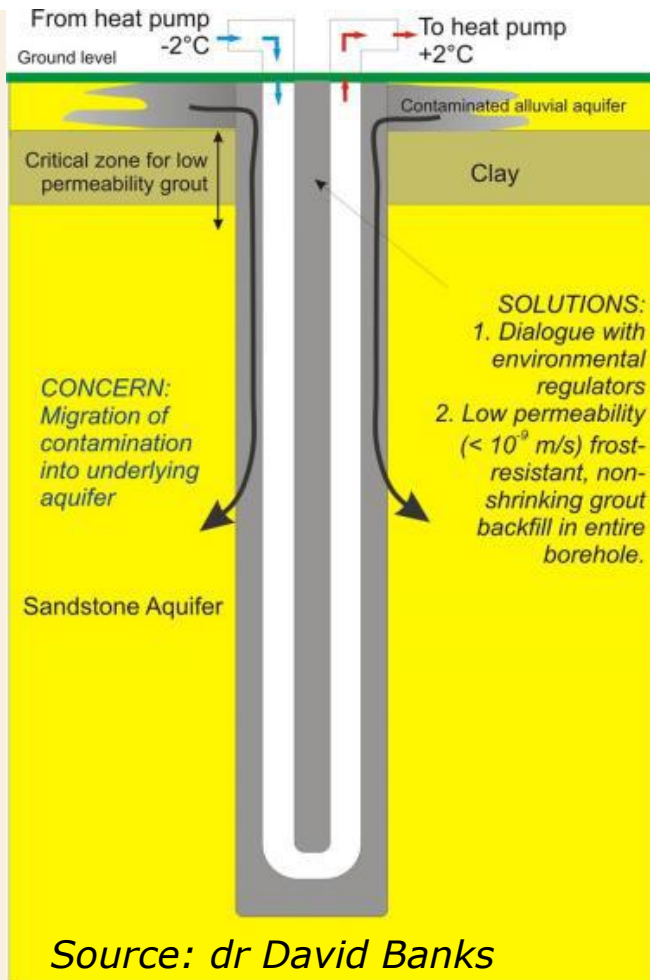 From heat pump
-2°C
To heat pump
+2°C
Ground level
Contaminated alluvial aquifer
Critical zone for low
permeability grout
Clay
SOLUTIONS:
1. Dialogue with
environmental
regulators
2. Low permeability
(< 10⁻⁹ m/s) frost-
resistant, non-
shrinking grout
backfill in entire
borehole.
CONCERN:
Migration of
contamination
into underlying
aquifer
Sandstone Aquifer
Source: dr David Banks